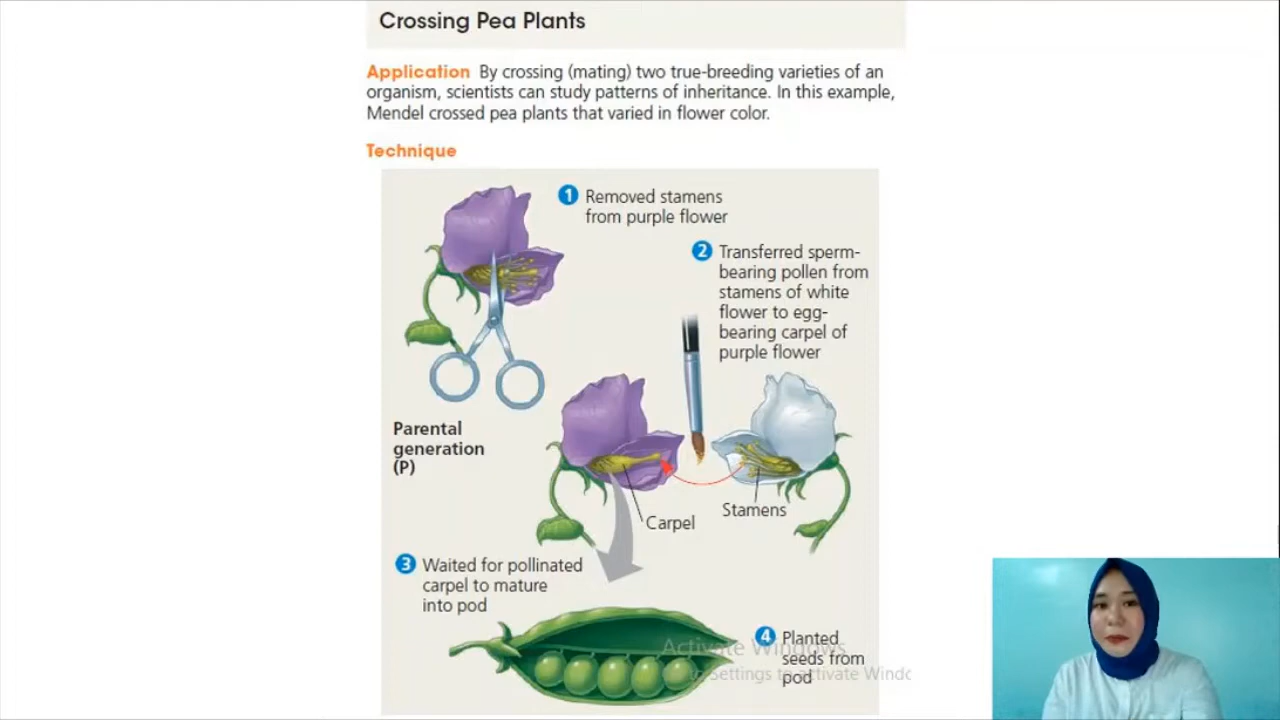 Crossing Pea Plants
Application By crossing (mating) two true-breeding varieties of an
organism, scientists can study patterns of inheritance. In this example,
Mendel crossed pea plants that varied in flower color.
Technique
1 Removed stamens
from purple flower
2 Transferred sperm-
bearing pollen from
stamens of white
flower to egg-
bearing carpel of
purple flower
Parental
generation
(P)
Carpel
Stamens
3 Waited for pollinated
carpel to mature
into pod
4 Planted
seeds from
pod
Activate Windows
Settings to activate Windo